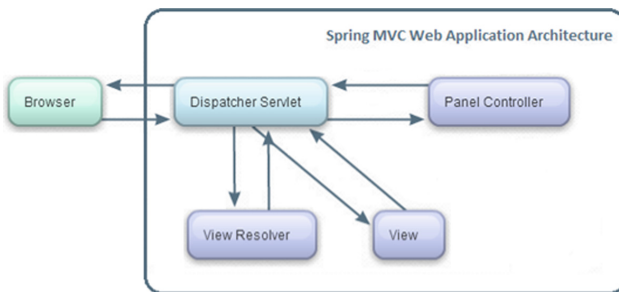 Spring MVC Web Application Architecture
Browser
Dispatcher Servlet
Panel Controller
View Resolver
View